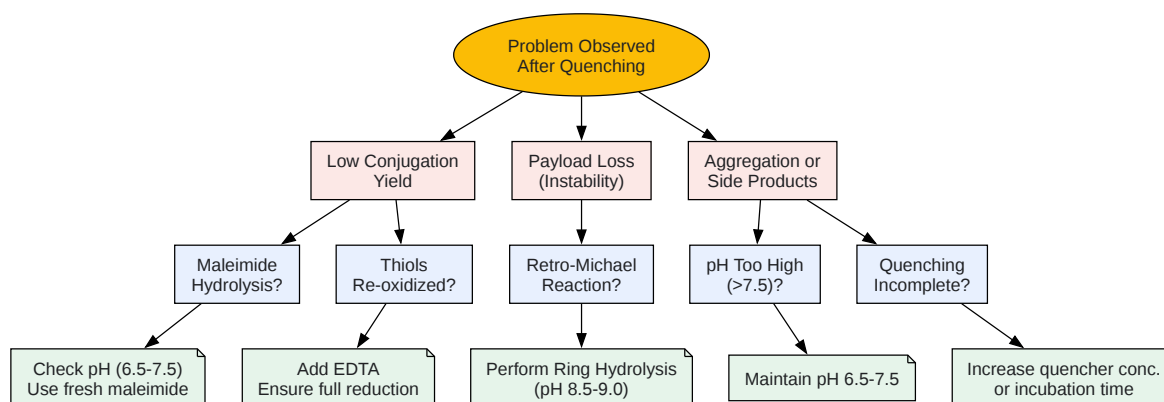 Problem Observed
After Quenching
Low Conjugation
Yield
Payload Loss
(Instability)
Aggregation or
Side Products
Maleimide
Hydrolysis?
Thiols
Re-oxidized?
Retro-Michael
Reaction?
pH Too High
(>7.5)?
Quenching
Incomplete?
Check pH (6.5-7.5)
Use fresh maleimide
Add EDTA
Ensure full reduction
Perform Ring Hydrolysis
(pH 8.5-9.0)
Maintain pH 6.5-7.5
Increase quencher conc.
or incubation time